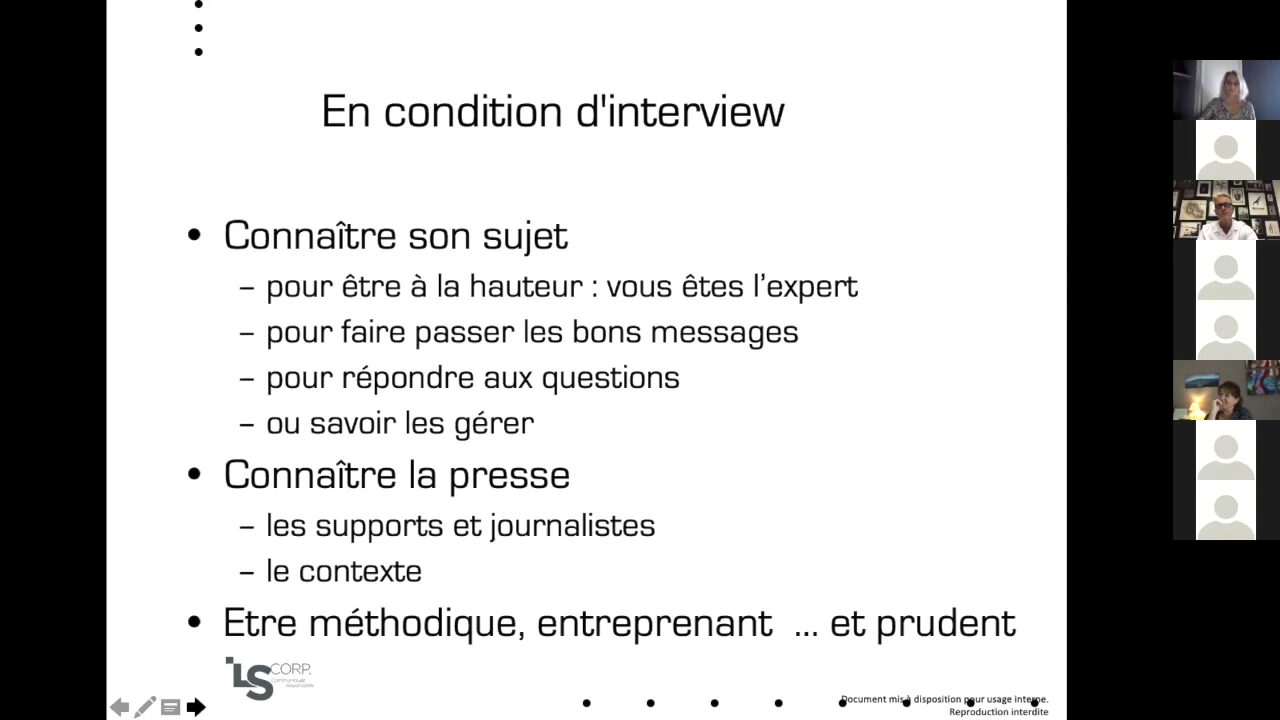 En condition d'interview
• Connaître son sujet
– pour être à la hauteur : vous êtes l’expert
– pour faire passer les bons messages
– pour répondre aux questions
– ou savoir les gérer
• Connaître la presse
– les supports et journalistes
– le contexte
• Etre méthodique, entreprenant ... et prudent
LS CORP.
Communiquez
responsables
Document mis à disposition pour usage interne.
Reproduction interdite